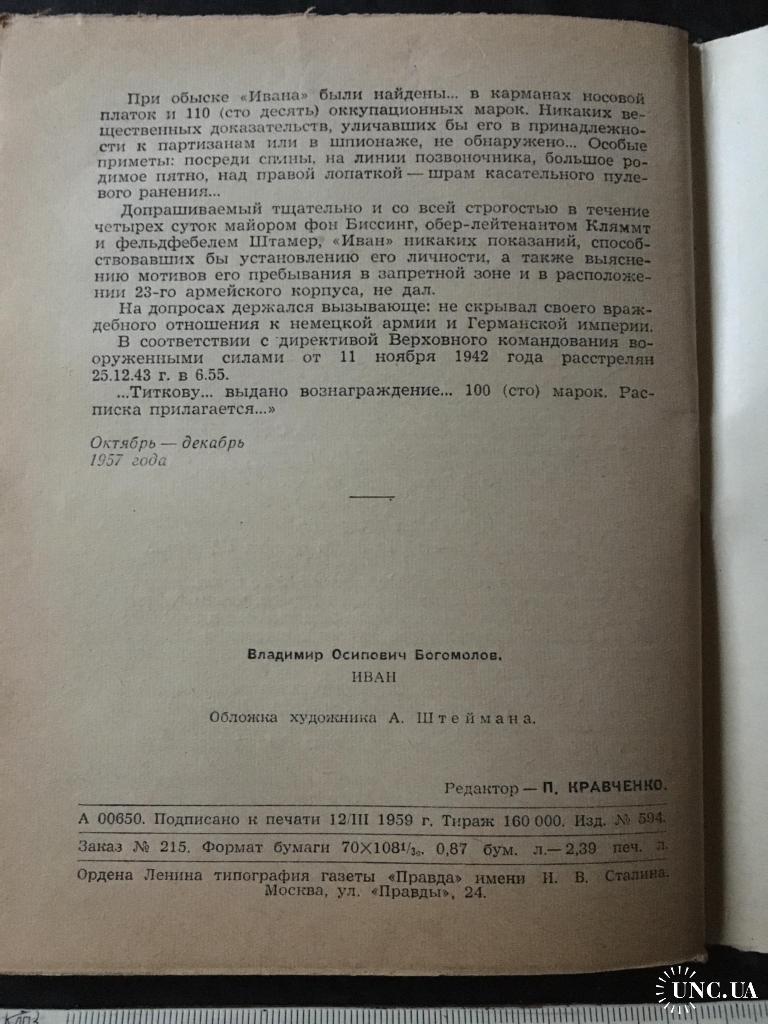 При обыске «Ивана» были найдены... в карманах носовой
платок и 110 (сто десять) оккупационных марок. Никаких ве-
щественных доказательств, уличавших бы его в принадлежно-
сти к партизанам или в шпионаже, не обнаружено... Особые
приметы: посреди спины, на линии позвоночника, большое ро-
димое пятно, над правой лопаткой — шрам касательного пуле-
вого ранения...
Допрашиваемый тщательно и со всей строгостью в течение
четырех суток майором фон Биссинг, обер-лейтенантом Кляммт
и фельдфебелем Штамер, «Иван» никаких показаний, способ-
ствовавших бы установлению его личности, а также выясне-
нию мотивов его пребывания в запретной зоне и в расположе-
нии 23-го армейского корпуса, не дал.
На допросах держался вызывающе: не скрывал своего враж-
дебного отношения к немецкой армии и Германской империи.
В соответствии с директивой Верховного командования во-
оруженными силами от 11 ноября 1942 года расстрелян
25.12.43 г. в 6.55.
...Титкову... выдано вознаграждение... 100 (сто) марок. Рас-
писка прилагается...»
Октябрь — декабрь
1957 года
Владимир Осипович Богомолов.
ИВАН
Обложка художника А. Штеймана.
Редактор — П. КРАВЧЕНКО.
А 00650. Подписано к печати 12/III 1959 г. Тираж 160 000. Изд. № 594.
Заказ № 215. Формат бумаги 70×108¹/₃₂. 0,87 бум. л.— 2,39 печ. л.
Ордена Ленина типография газеты «Правда» имени И. В. Сталина.
Москва, ул. «Правды», 24.
UNC.UA